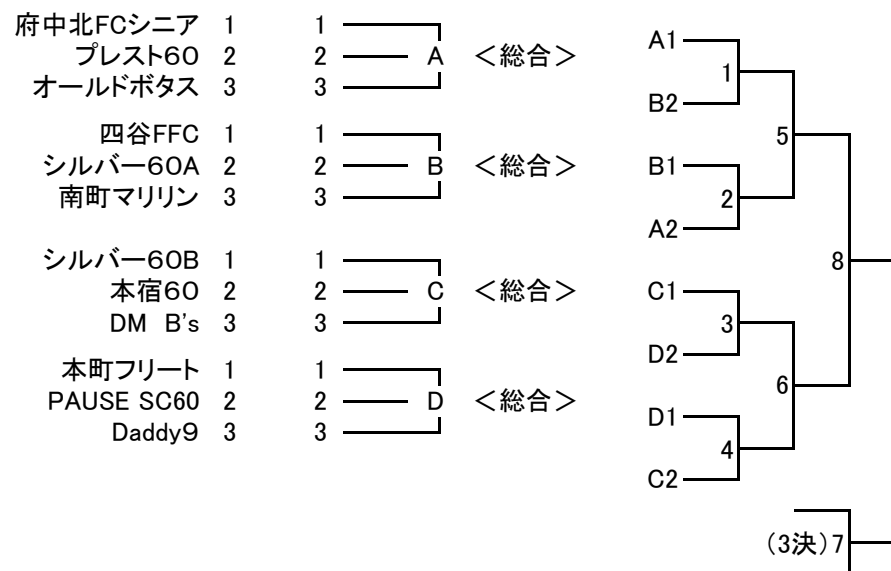 府中北FCシニア 1 1
プレスト60 2 2 A <総合>
オールドボタス 3 3
四谷FFC 1 1
シルバー60A 2 2 B <総合>
南町マリリン 3 3
シルバー60B 1 1
本宿60 2 2 C <総合>
DM B's 3 3
本町フリート 1 1
PAUSE SC60 2 2 D <総合>
Daddy9 3 3
A1
1
B2
5
B1
2
A2
8
C1
3
D2
6
D1
4
C2
(3決)7